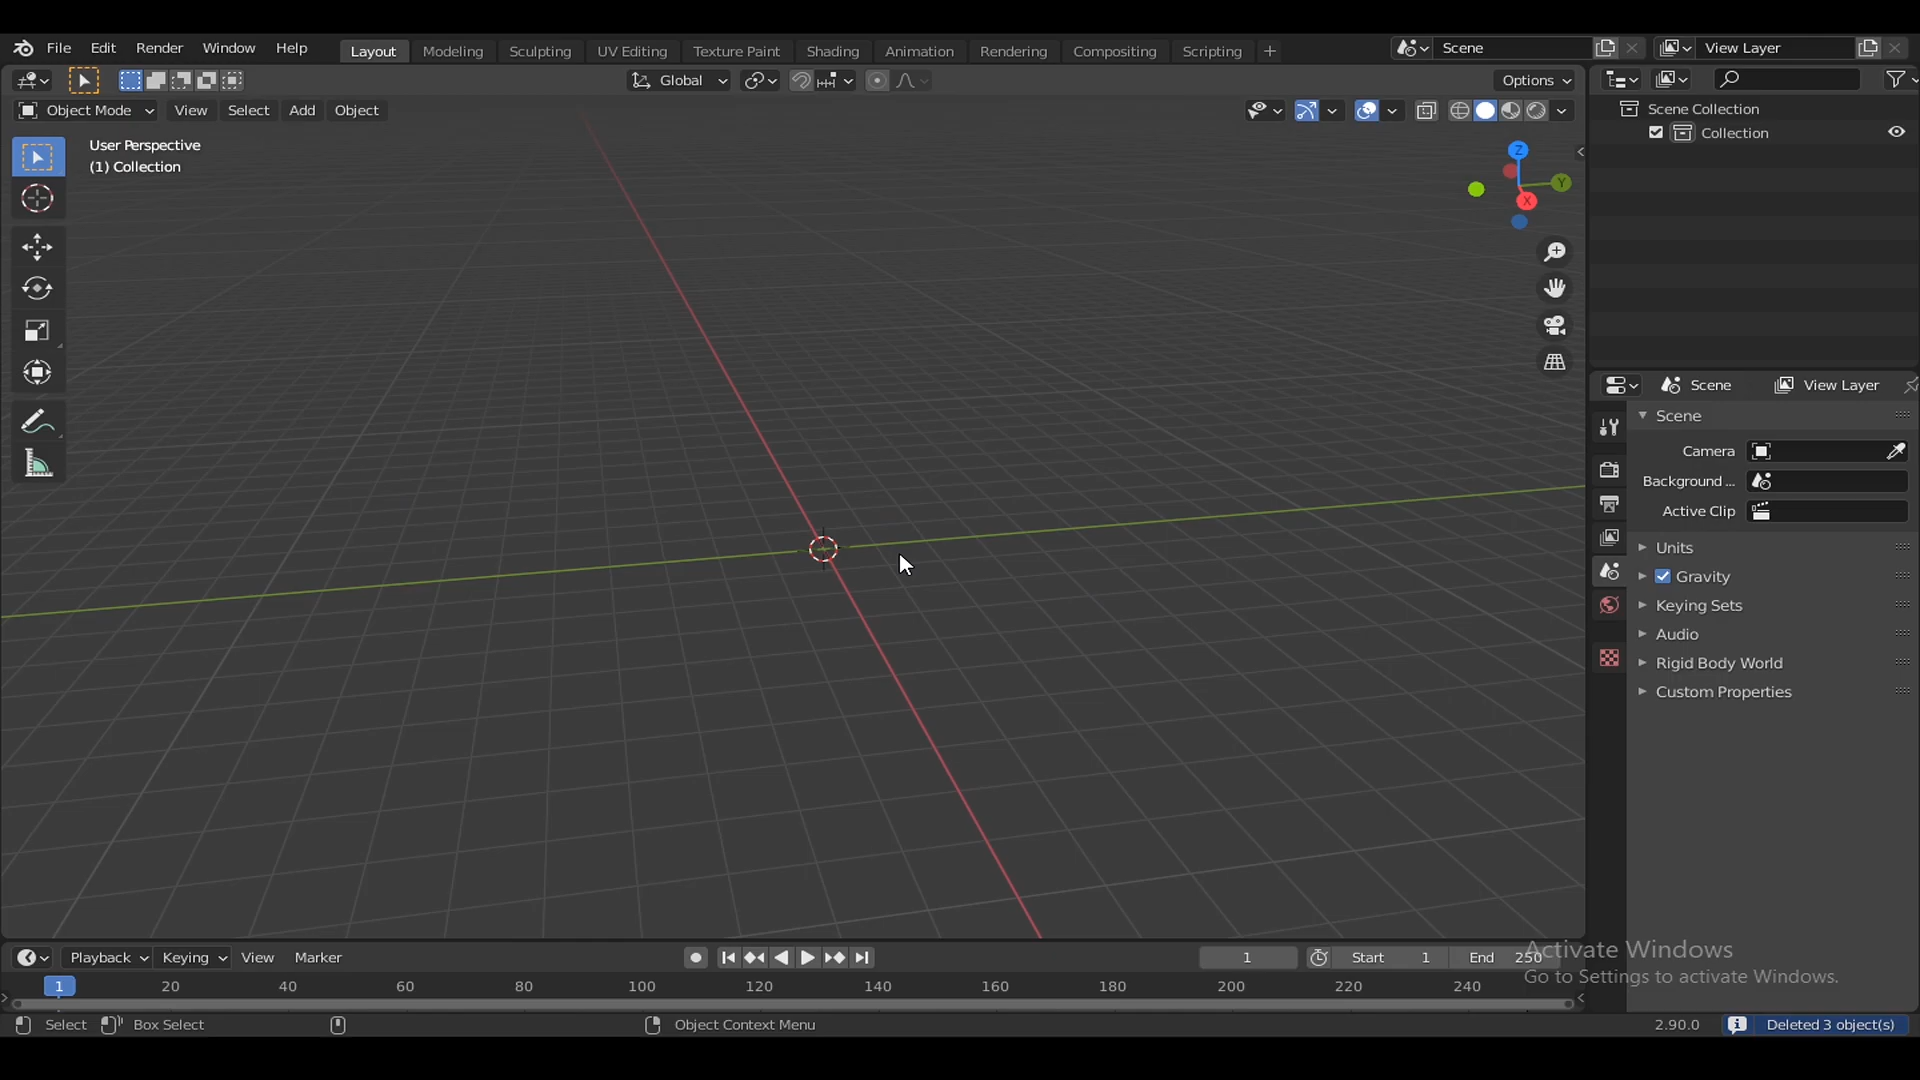 File Edit Render Window Help Layout Modeling Sculpting UV Editing Texture Paint Shading Animation Rendering Compositing Scripting + Scene View Layer
Global Options
Object Mode View Select Add Object
Scene Collection
Collection
User Perspective
(1) Collection
Z
Y
X
Scene View Layer
Scene
Camera
Background ...
Active Clip
Units
Gravity
Keying Sets
Audio
Rigid Body World
Custom Properties
Activate Windows
Go to Settings to activate Windows.
Playback Keying View Marker 1 Start 1 End 250
1 20 40 60 80 100 120 140 160 180 200 220 240
Select Box Select Object Context Menu 2.90.0 Deleted 3 object(s)